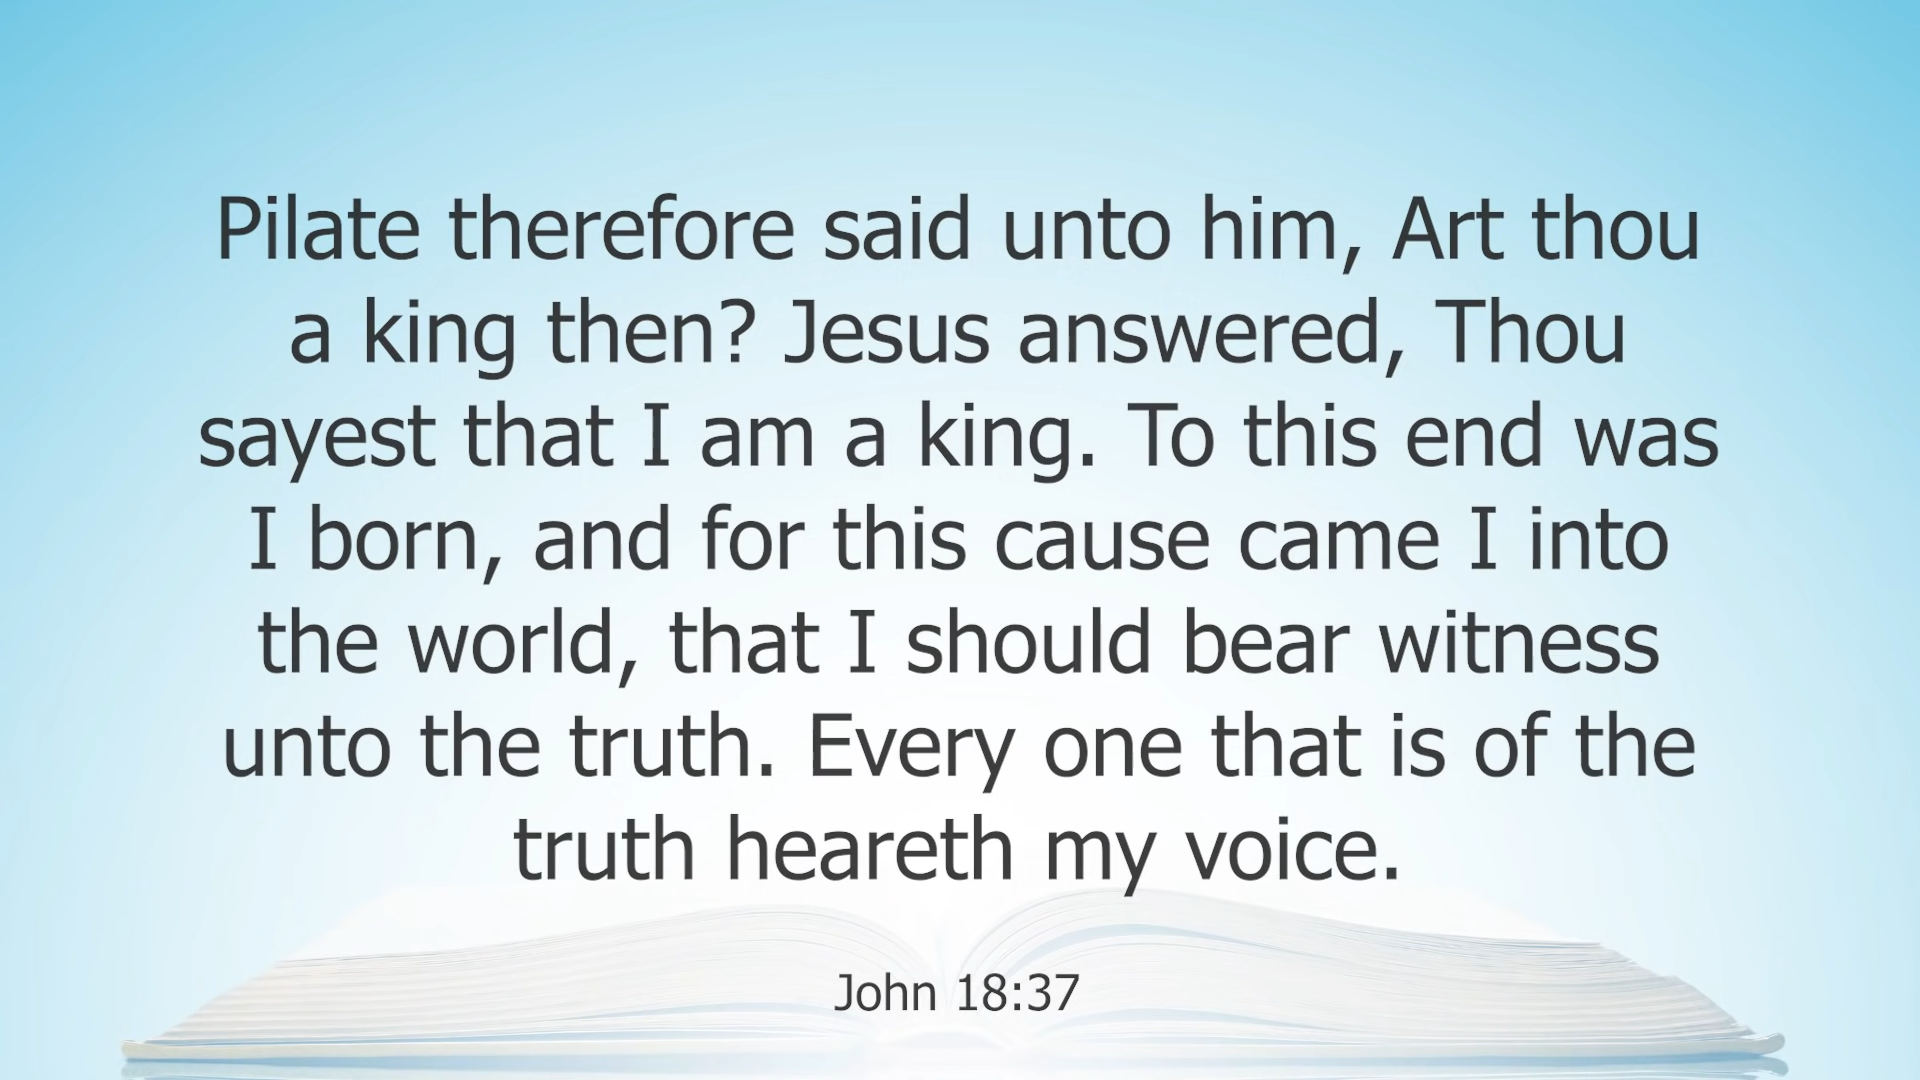 Pilate therefore said unto him, Art thou
a king then? Jesus answered, Thou
sayest that I am a king. To this end was
I born, and for this cause came I into
the world, that I should bear witness
unto the truth. Every one that is of the
truth heareth my voice.
John 18:37